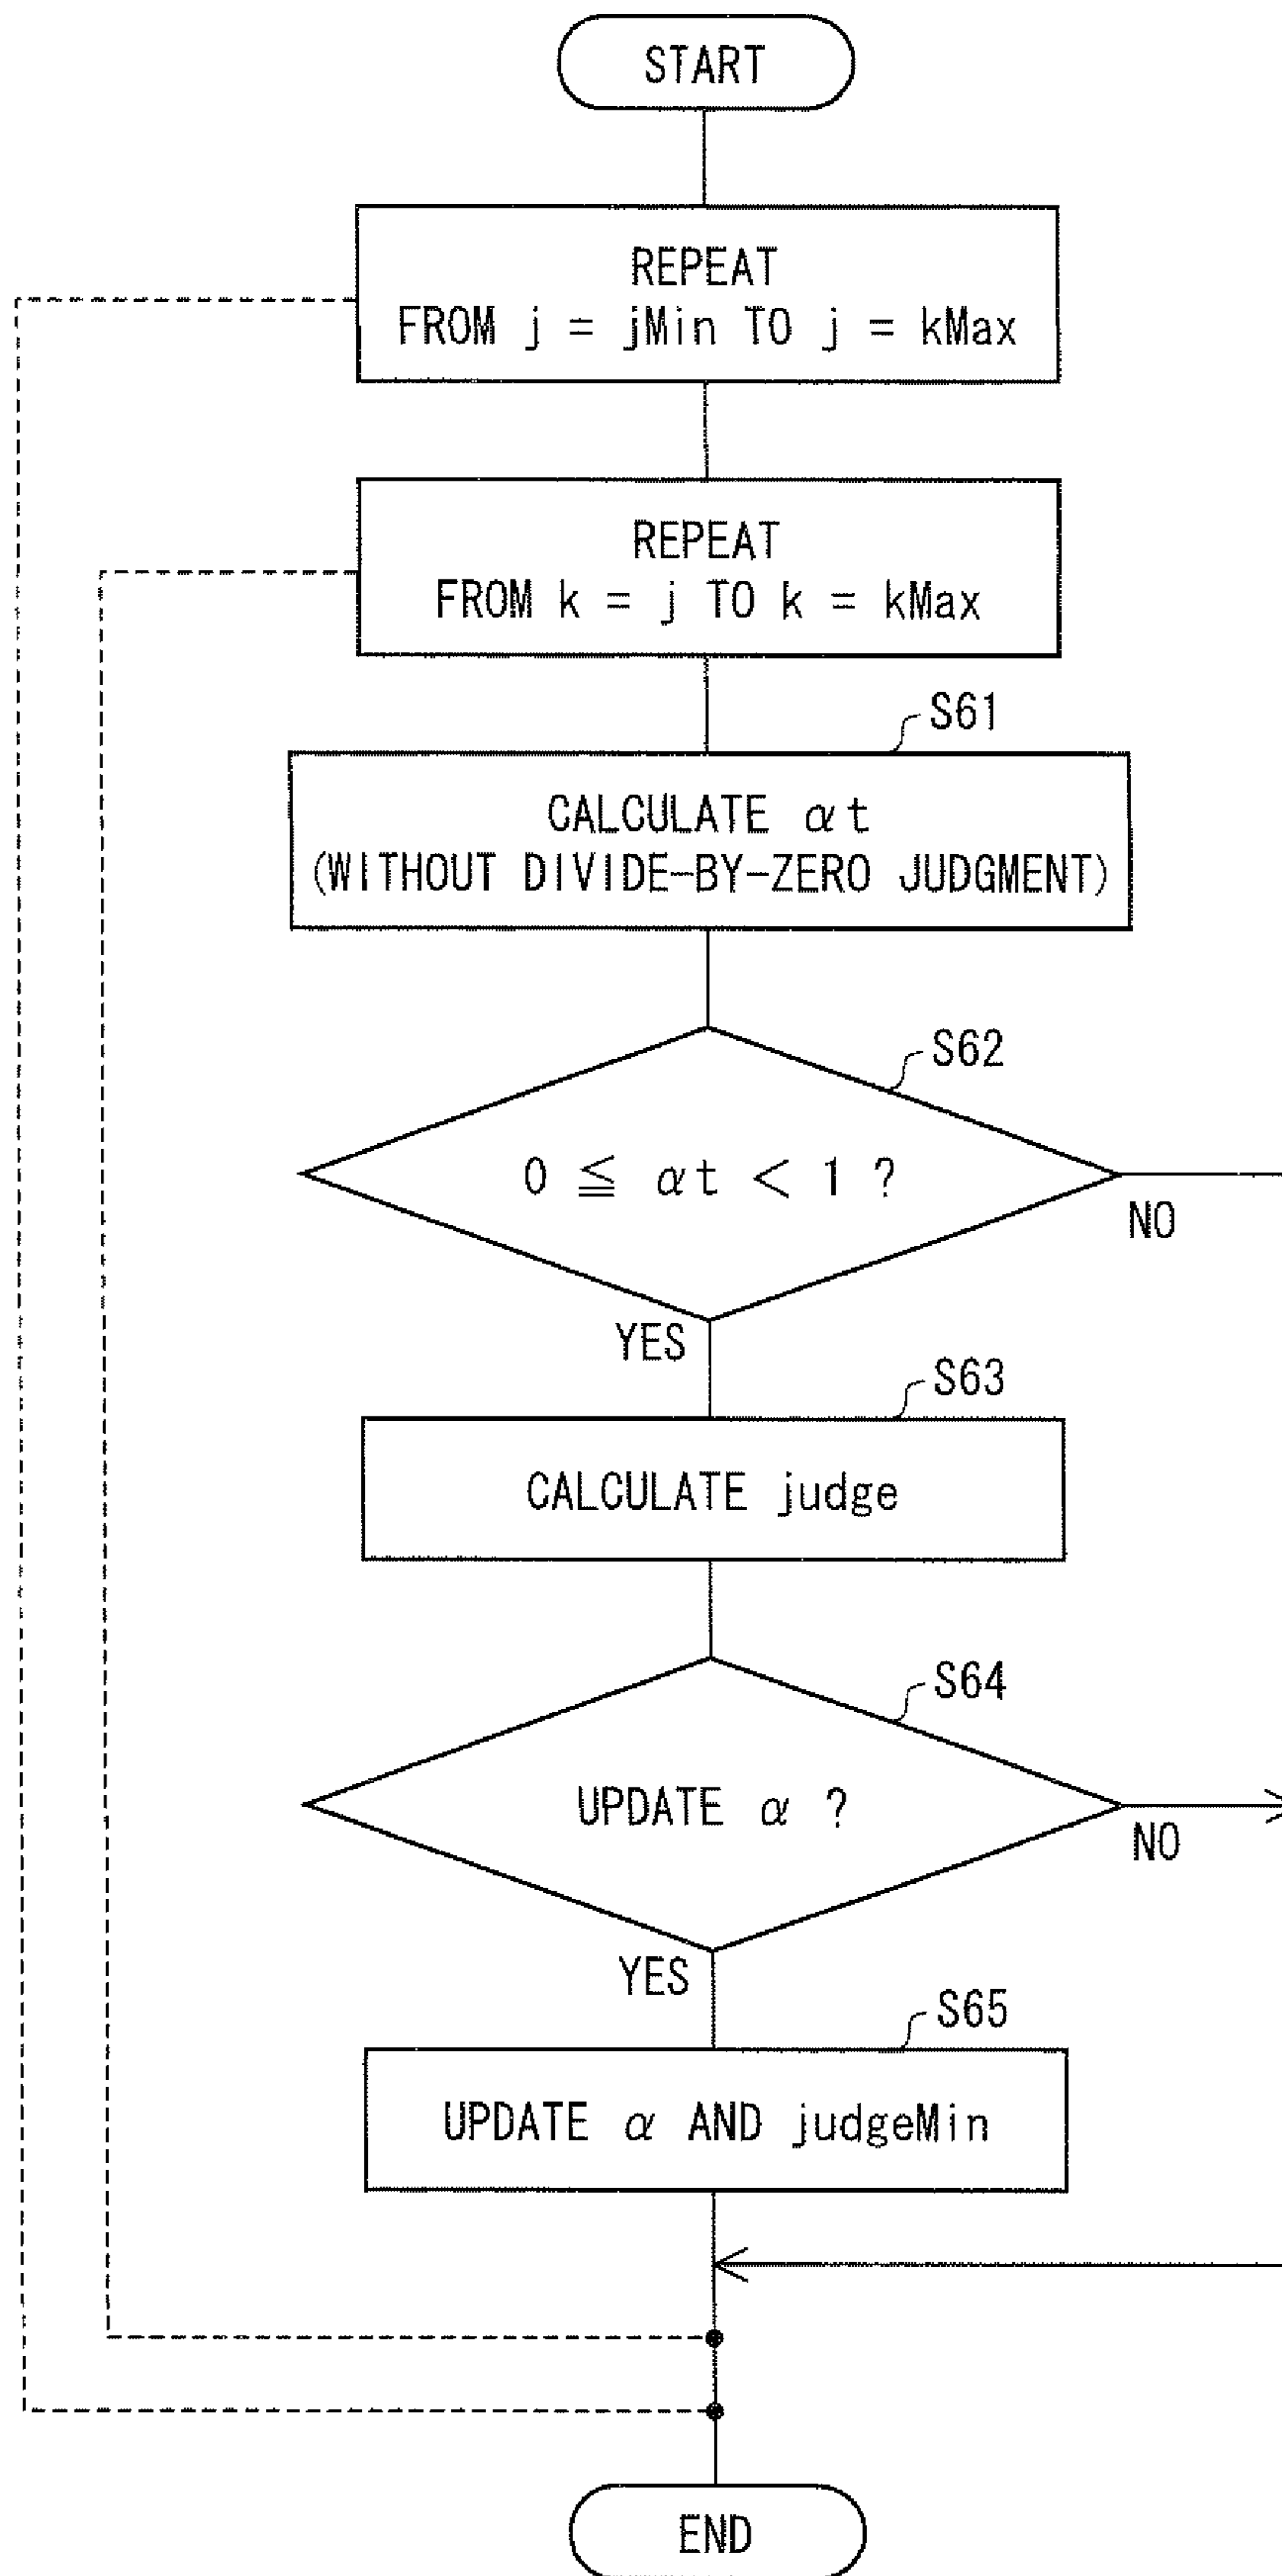 START
REPEAT
FROM j = jMin TO j = kMax
REPEAT
FROM k = j TO k = kMax
S61
CALCULATE αt
(WITHOUT DIVIDE-BY-ZERO JUDGMENT)
S62
0 ≦ αt < 1 ?
NO
YES
S63
CALCULATE judge
S64
UPDATE α ?
NO
YES
S65
UPDATE α AND judgeMin
END